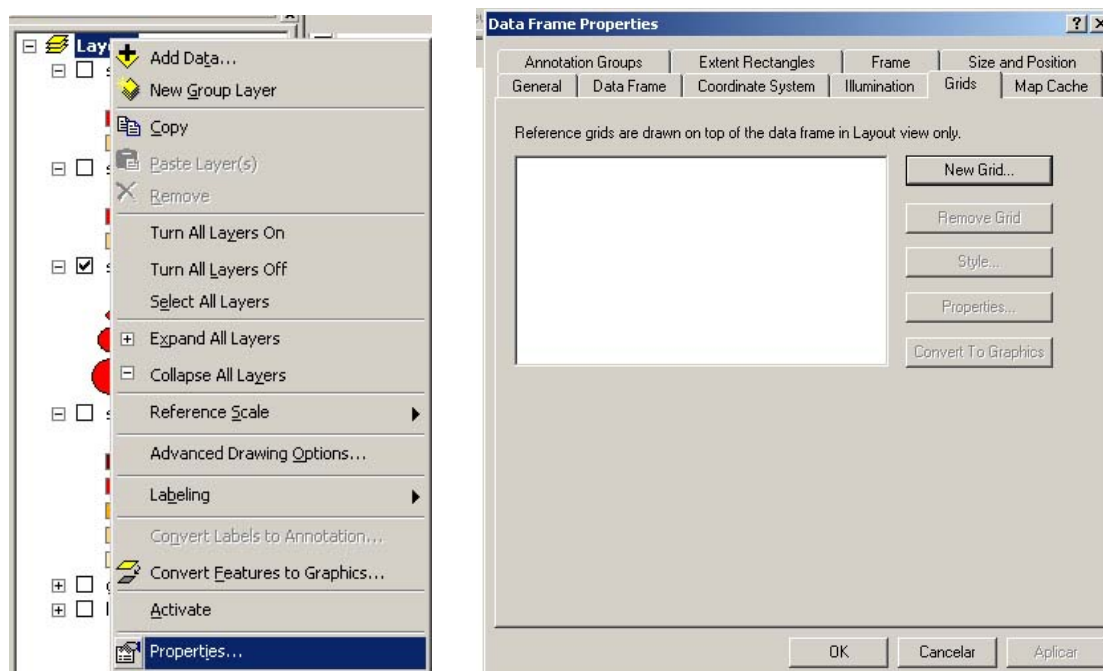 Laye
Add Data...
New Group Layer
Copy
Paste Layer(s)
Remove
Turn All Layers On
Turn All Layers Off
Select All Layers
Expand All Layers
Collapse All Layers
Reference Scale
Advanced Drawing Options...
Labeling
Convert Labels to Annotation...
Convert Features to Graphics...
Activate
Properties...
Data Frame Properties
Annotation Groups
Extent Rectangles
Frame
Size and Position
General
Data Frame
Coordinate System
Illumination
Grids
Map Cache
Reference grids are drawn on top of the data frame in Layout view only.
New Grid...
Remove Grid
Style...
Properties...
Convert To Graphics
OK
Cancelar
Aplicar